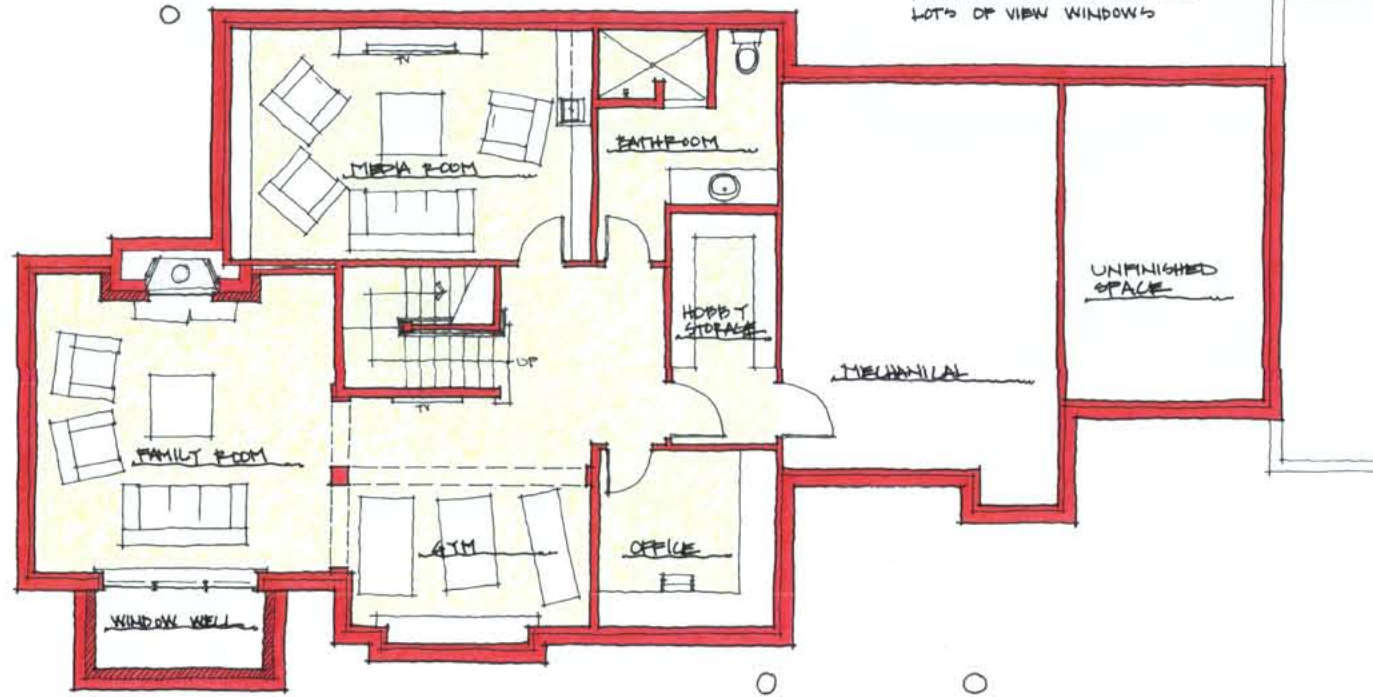 LOTS OF VIEW WINDOWS
TV
MEDIA ROOM
BATHROOM
UNFINISHED
SPACE
HOBBY
STORAGE
UP
MECHANICAL
TV
FAMILY ROOM
GYM
OFFICE
WINDOW WELL